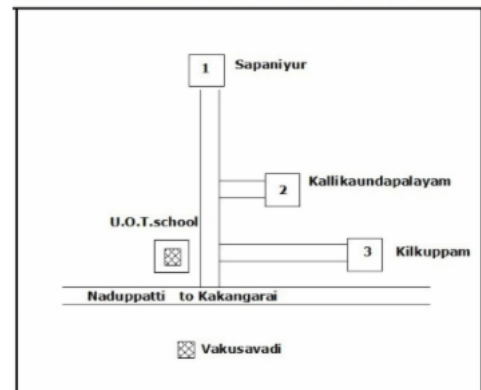 1 Sapaniyur
2 Kallikaundapalayam
U.O.T.school
3 Kilkuppam
Naduppatti to Kakangarai
Vakusavadi